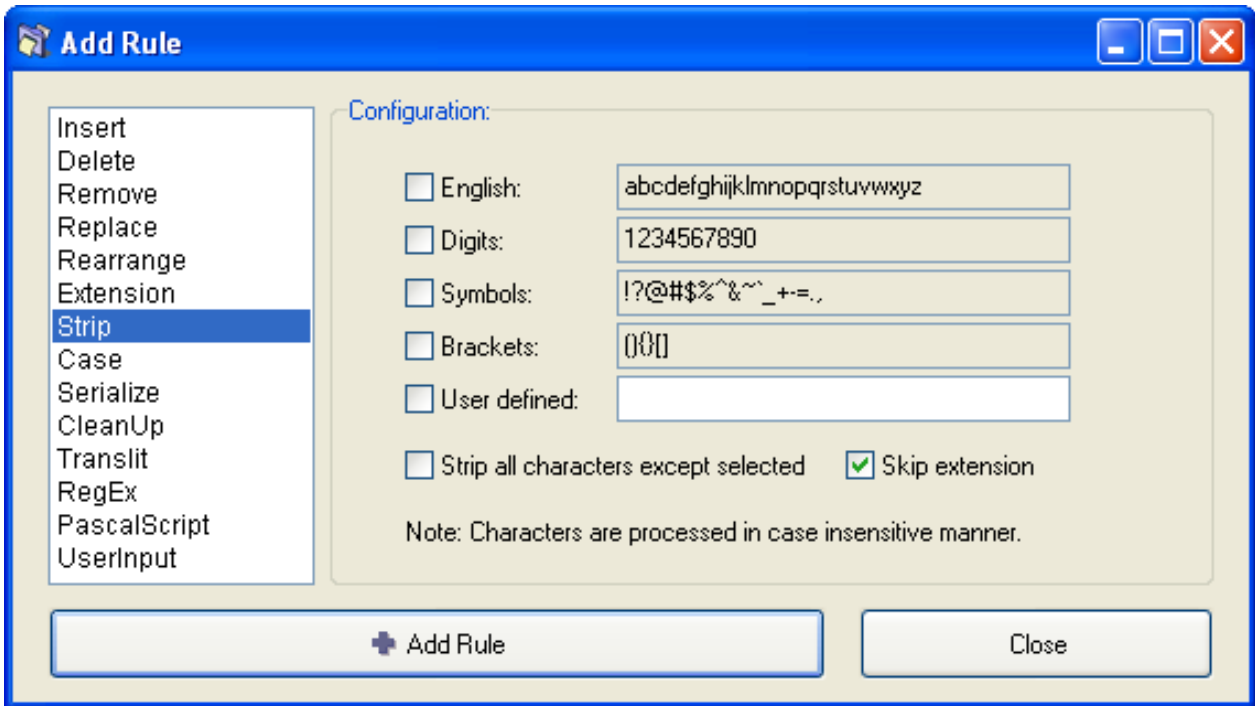 Add Rule
Insert
Delete
Remove
Replace
Rearrange
Extension
Strip
Case
Serialize
CleanUp
Translit
RegEx
PascalScript
UserInput
Configuration:
English: abcdefghijklmnopqrstuvwxyz
Digits: 1234567890
Symbols: !?@#$%^&~`_+-=.,
Brackets: (){}[]
User defined:
Strip all characters except selected Skip extension
Note: Characters are processed in case insensitive manner.
Add Rule Close